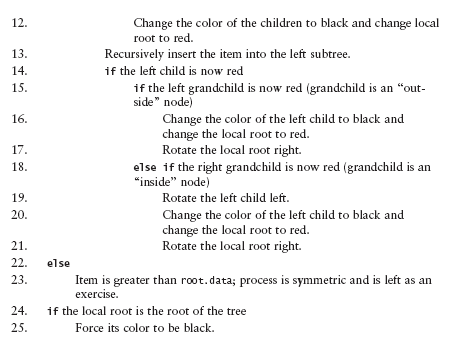 12. Change the color of the children to black and change local
root to red.
13. Recursively insert the item into the left subtree.
14. if the left child is now red
15. if the left grandchild is now red (grandchild is an “out-
side” node)
16. Change the color of the left child to black and
change the local root to red.
17. Rotate the local root right.
18. else if the right grandchild is now red (grandchild is an
“inside” node)
19. Rotate the left child left.
20. Change the color of the left child to black and
change the local root to red.
21. Rotate the local root right.
22. else
23. Item is greater than root.data; process is symmetric and is left as an
exercise.
24. if the local root is the root of the tree
25. Force its color to be black.